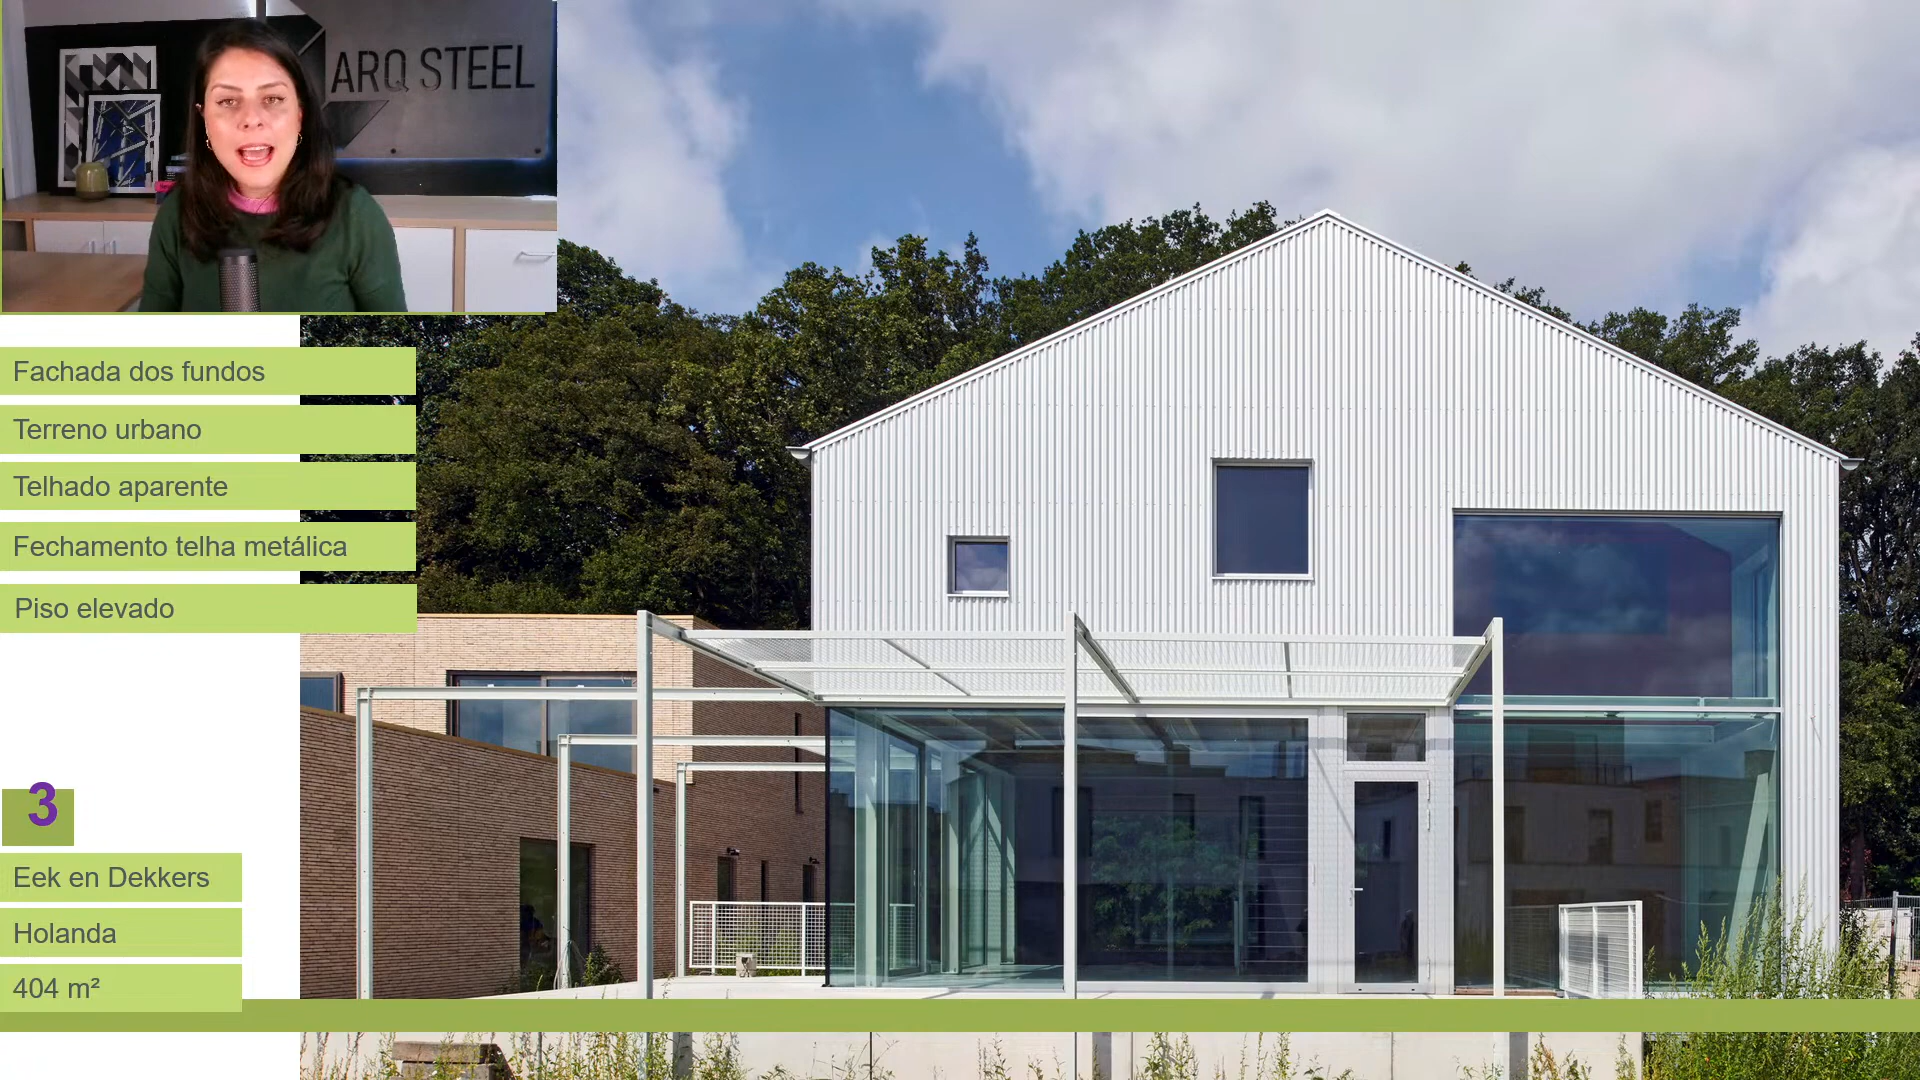 ARQ STEEL
Fachada dos fundos
Terreno urbano
Telhado aparente
Fechamento telha metálica
Piso elevado
3
Eek en Dekkers
Holanda
404 m²